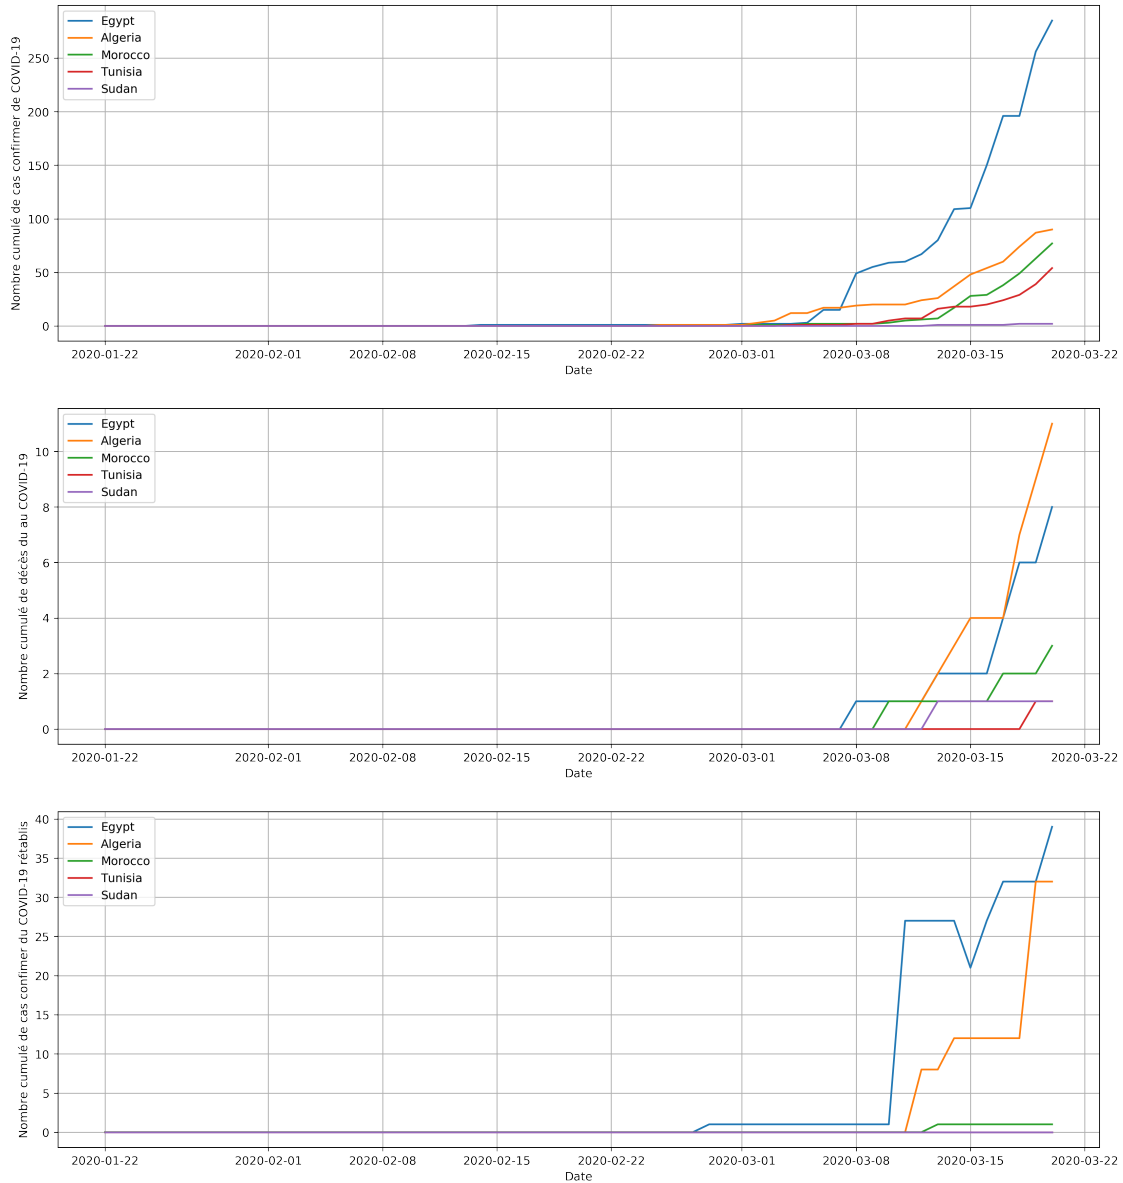 Nombre cumulé de cas confirmer de COVID-19
Egypt
Algeria
Morocco
Tunisia
Sudan
250
200
150
100
50
0
2020-01-22 2020-02-01 2020-02-08 2020-02-15 2020-02-22 2020-03-01 2020-03-08 2020-03-15 2020-03-22
Date
Nombre cumulé de décès du au COVID-19
Egypt
Algeria
Morocco
Tunisia
Sudan
10
8
6
4
2
0
2020-01-22 2020-02-01 2020-02-08 2020-02-15 2020-02-22 2020-03-01 2020-03-08 2020-03-15 2020-03-22
Date
Nombre cumulé de cas confimer du COVID-19 rétablis
Egypt
Algeria
Morocco
Tunisia
Sudan
40
35
30
25
20
15
10
5
0
2020-01-22 2020-02-01 2020-02-08 2020-02-15 2020-02-22 2020-03-01 2020-03-08 2020-03-15 2020-03-22
Date